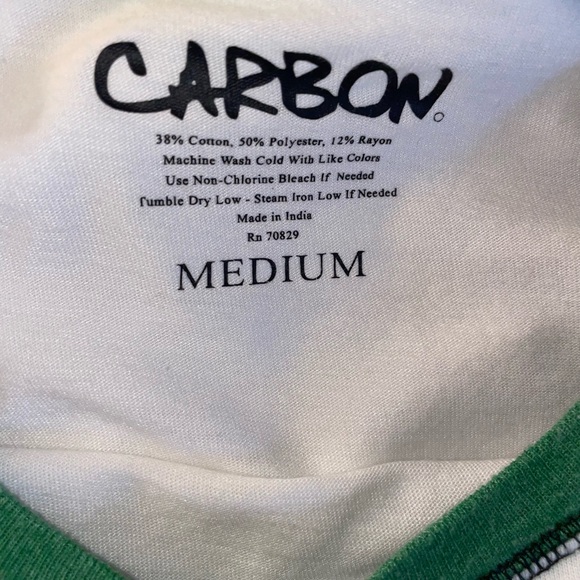 CARBON
38% Cotton, 50% Polyester, 12% Rayon
Machine Wash Cold With Like Colors
Use Non-Chlorine Bleach If Needed
Tumble Dry Low - Steam Iron Low If Needed
Made in India
Rn 70829
MEDIUM